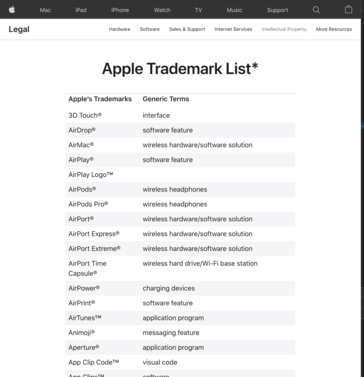 Mac iPad iPhone Watch TV Music Support
Legal Hardware Software Sales & Support Internet Services Intellectual Property More Resources
Apple Trademark List*
Apple's Trademarks Generic Terms
3D Touch® interface
AirDrop® software feature
AirMac® wireless hardware/software solution
AirPlay® software feature
AirPlay Logo™
AirPods® wireless headphones
AirPods Pro® wireless headphones
AirPort® wireless hardware/software solution
AirPort Express® wireless hardware/software solution
AirPort Extreme® wireless hardware/software solution
AirPort Time wireless hard drive/Wi-Fi base station
Capsule®
AirPower® charging devices
AirPrint® software feature
AirTunes™ application program
Animoji® messaging feature
Aperture® application program
App Clip Code™ visual code
App Clips™ software